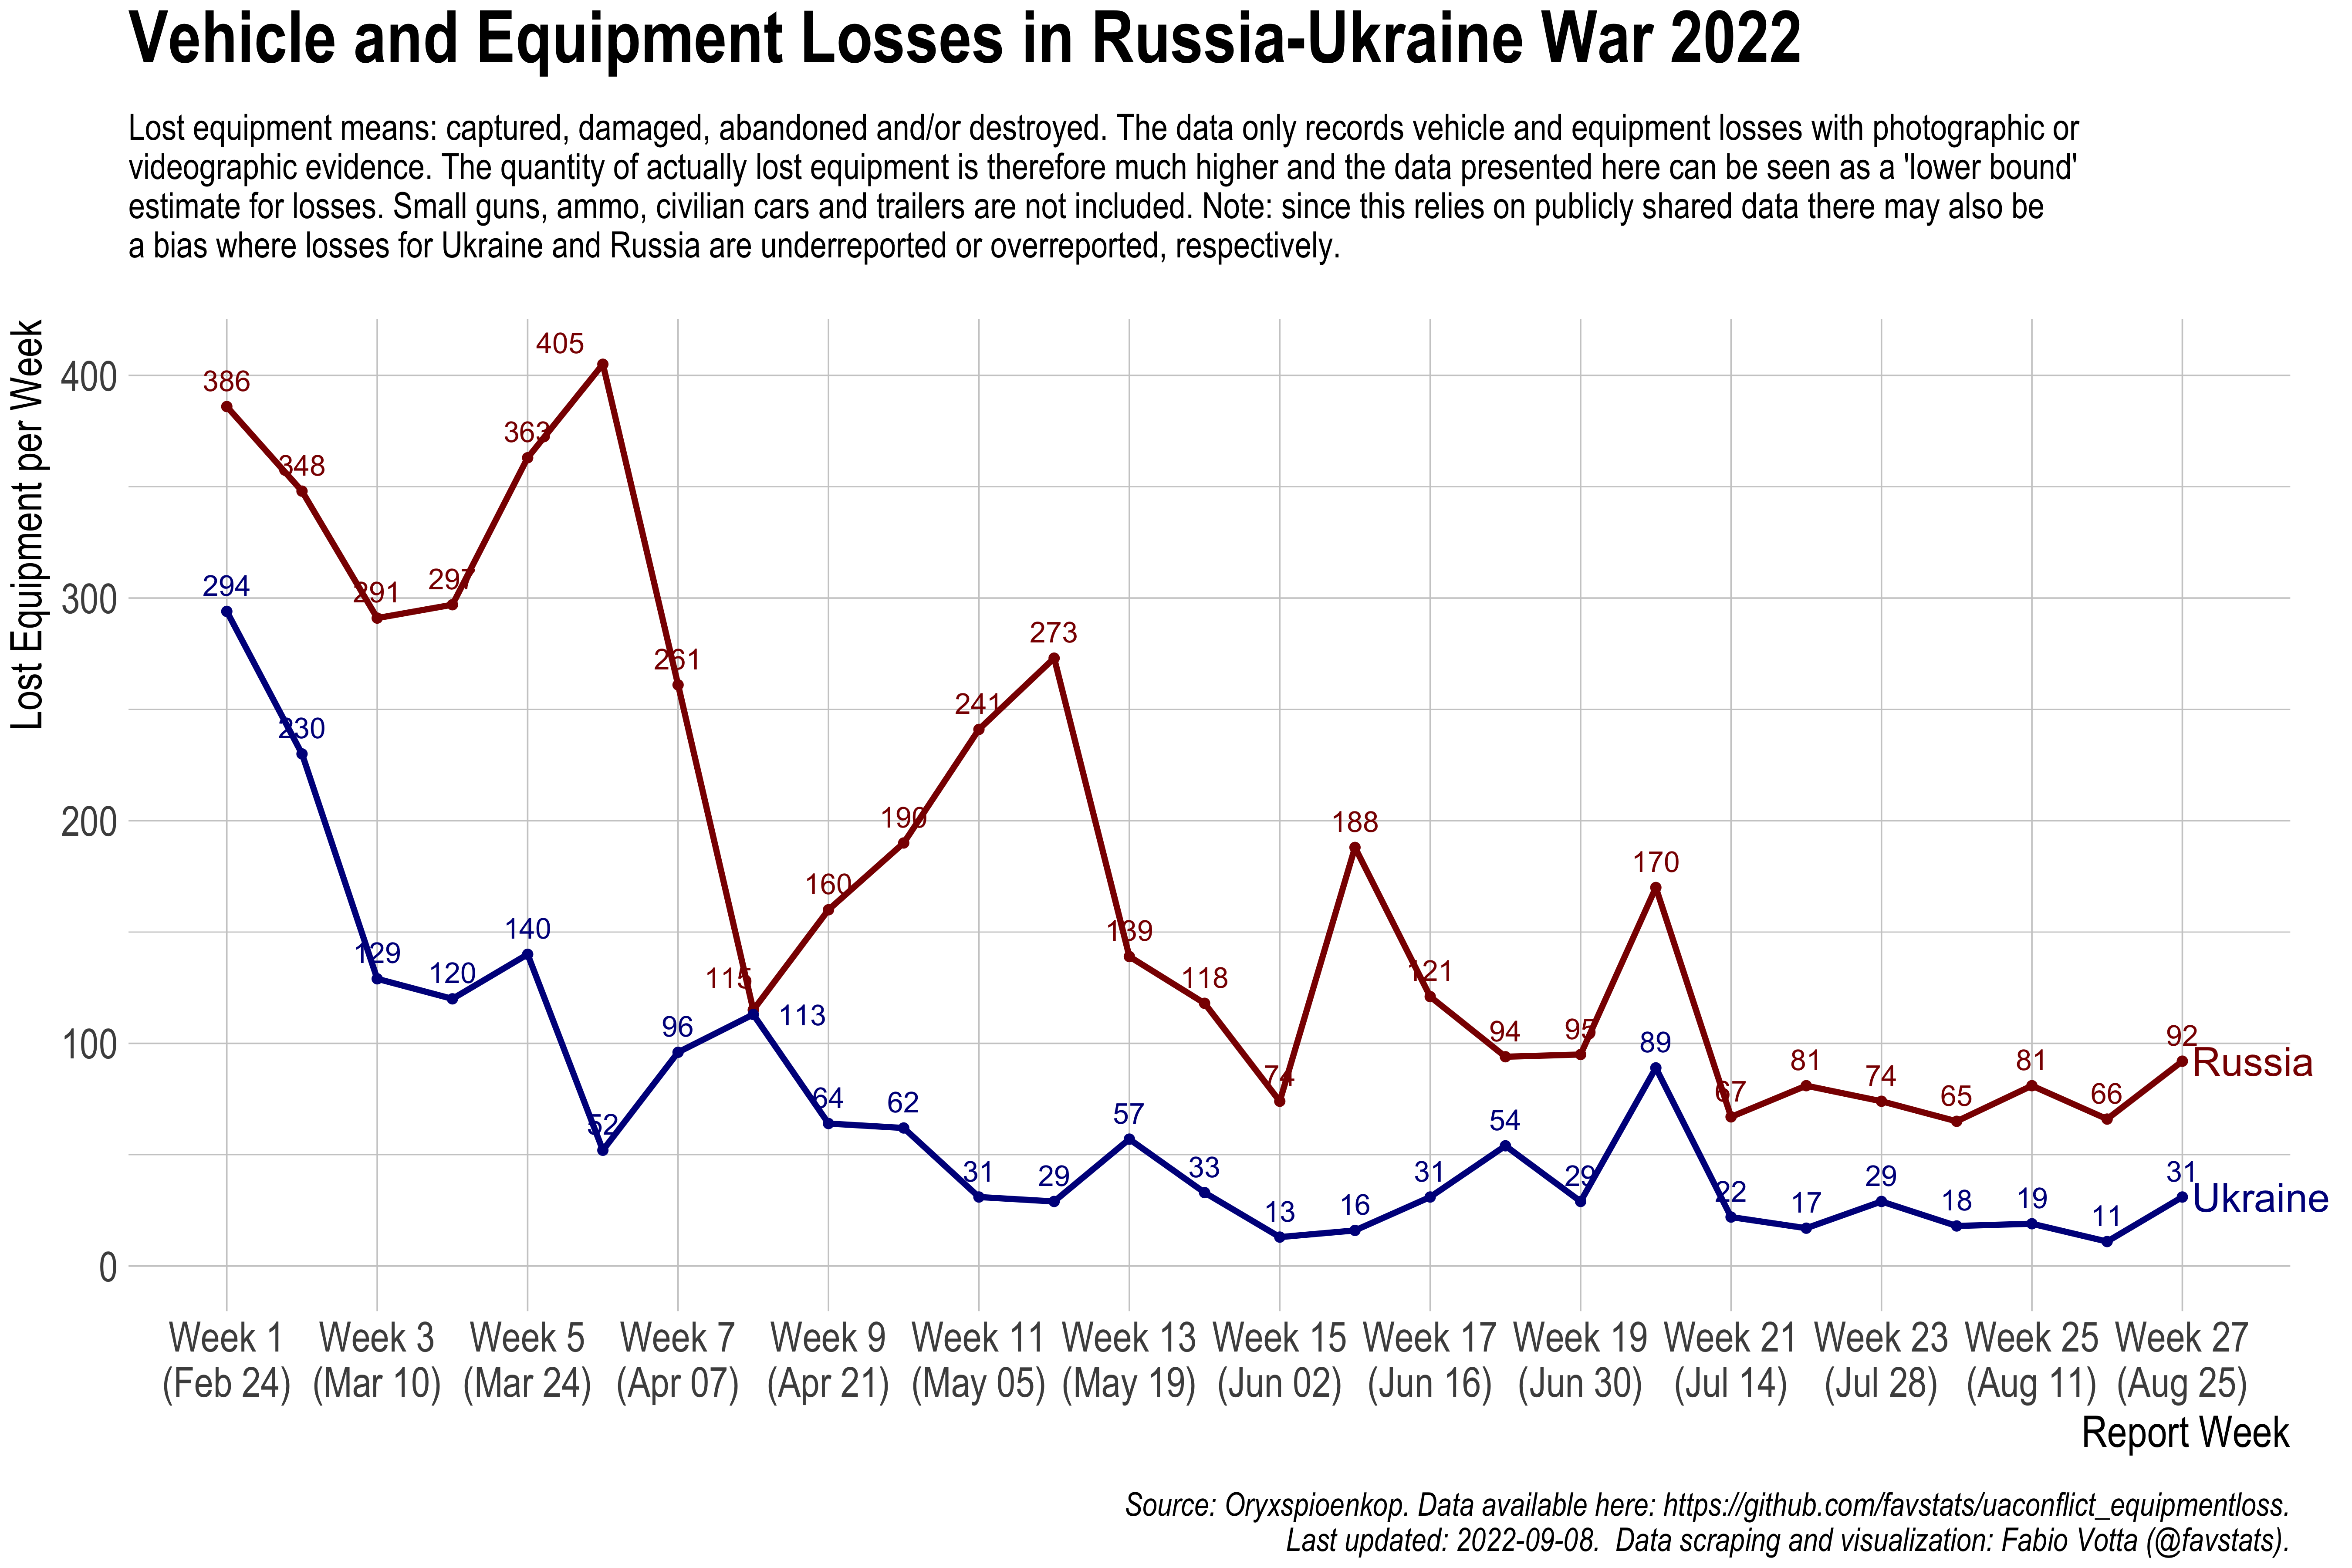 Vehicle and Equipment Losses in Russia-Ukraine War 2022
Lost equipment means: captured, damaged, abandoned and/or destroyed. The data only records vehicle and equipment losses with photographic or
videographic evidence. The quantity of actually lost equipment is therefore much higher and the data presented here can be seen as a 'lower bound'
estimate for losses. Small guns, ammo, civilian cars and trailers are not included. Note: since this relies on publicly shared data there may also be
a bias where losses for Ukraine and Russia are underreported or overreported, respectively.
Lost Equipment per Week
400
300
200
100
0
386
348
291
297
363
405
261
115
160
190
241
273
139
118
74
188
121
94
95
170
67
81
74
65
81
66
92
Russia
294
230
129
120
140
52
96
113
64
62
31
29
57
33
13
16
31
54
29
89
22
17
29
18
19
11
31
Ukraine
Week 1
(Feb 24)
Week 3
(Mar 10)
Week 5
(Mar 24)
Week 7
(Apr 07)
Week 9
(Apr 21)
Week 11
(May 05)
Week 13
(May 19)
Week 15
(Jun 02)
Week 17
(Jun 16)
Week 19
(Jun 30)
Week 21
(Jul 14)
Week 23
(Jul 28)
Week 25
(Aug 11)
Week 27
(Aug 25)
Report Week
Source: Oryxspioenkop. Data available here: https://github.com/favstats/uaconflict_equipmentloss.
Last updated: 2022-09-08.  Data scraping and visualization: Fabio Votta (@favstats).